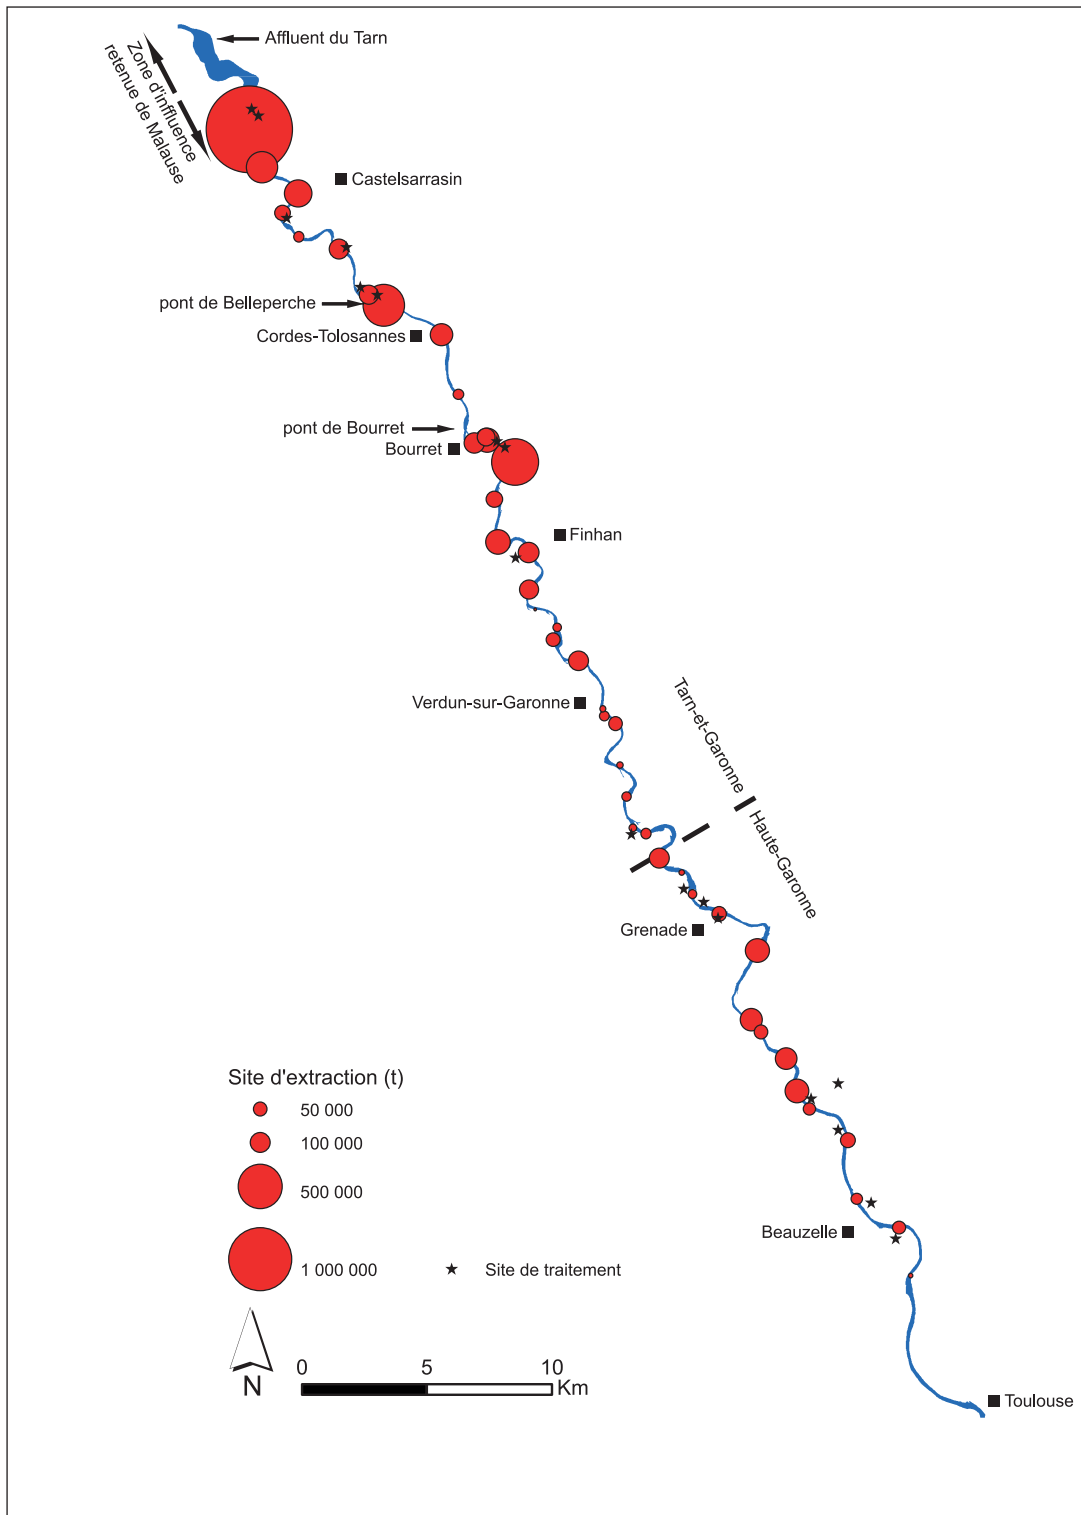 Affluent du Tarn
Zone d'inffluence
retenue de Malause
Castelsarrasin
pont de Belleperche
Cordes-Tolosannes
pont de Bourret
Bourret
Finhan
Verdun-sur-Garonne
Tarn-et-Garonne
Haute-Garonne
Grenade
Site d'extraction (t)
50 000
100 000
500 000
1 000 000
Site de traitement
Beauzelle
N
0 5 10
Km
Toulouse